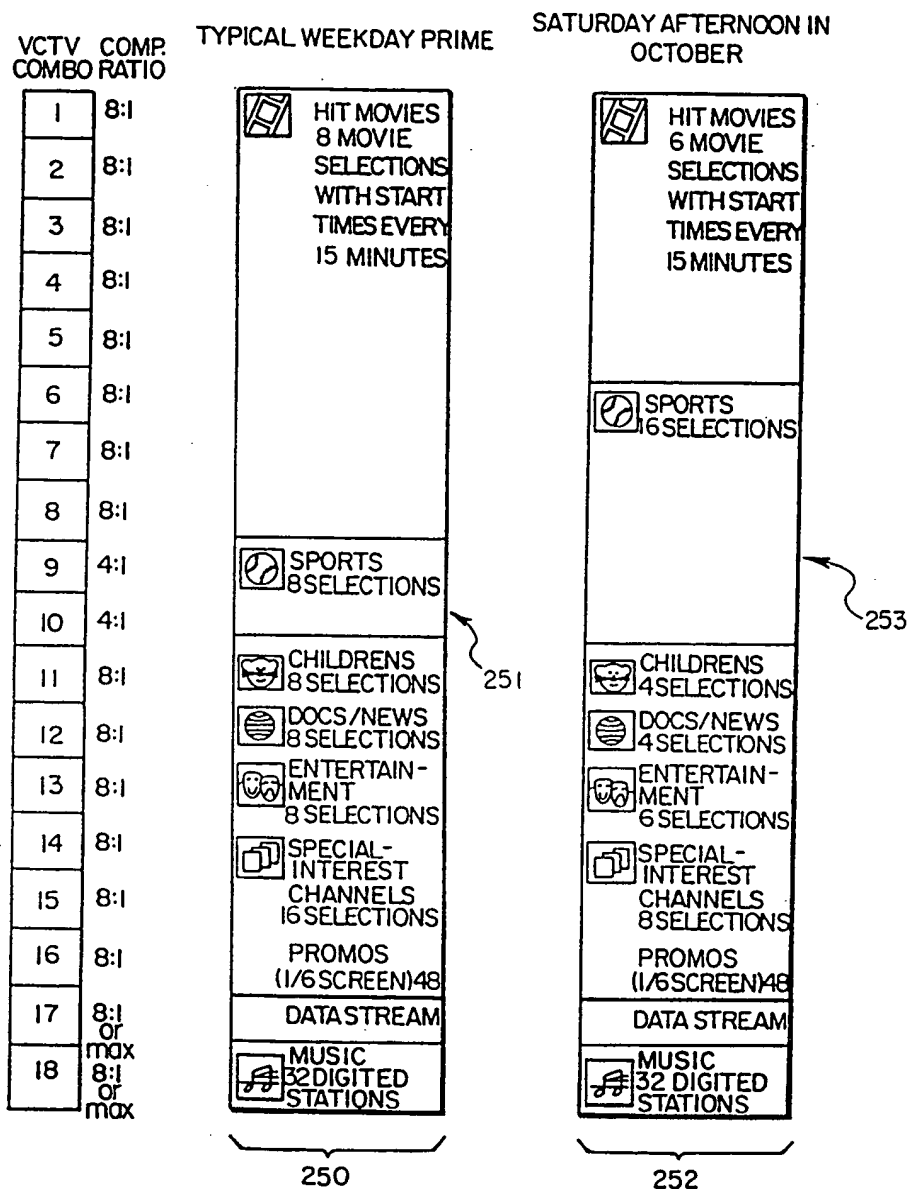 VCTV COMP.
COMBO RATIO
1 8:1
2 8:1
3 8:1
4 8:1
5 8:1
6 8:1
7 8:1
8 8:1
9 4:1
10 4:1
11 8:1
12 8:1
13 8:1
14 8:1
15 8:1
16 8:1
17 8:1
or
max
18 8:1
or
max
TYPICAL WEEKDAY PRIME
HIT MOVIES
8 MOVIE
SELECTIONS
WITH START
TIMES EVERY
15 MINUTES
SPORTS
8 SELECTIONS
251
CHILDRENS
8 SELECTIONS
DOCS/NEWS
8 SELECTIONS
ENTERTAIN-
MENT
8 SELECTIONS
SPECIAL-
INTEREST
CHANNELS
16 SELECTIONS
PROMOS
(1/6 SCREEN) 48
DATA STREAM
MUSIC
32 DIGITED
STATIONS
250
SATURDAY AFTERNOON IN
OCTOBER
HIT MOVIES
6 MOVIE
SELECTIONS
WITH START
TIMES EVERY
15 MINUTES
SPORTS
16 SELECTIONS
253
CHILDRENS
4 SELECTIONS
DOCS/NEWS
4 SELECTIONS
ENTERTAIN-
MENT
6 SELECTIONS
SPECIAL-
INTEREST
CHANNELS
8 SELECTIONS
PROMOS
(1/6 SCREEN) 48
DATA STREAM
MUSIC
32 DIGITED
STATIONS
252